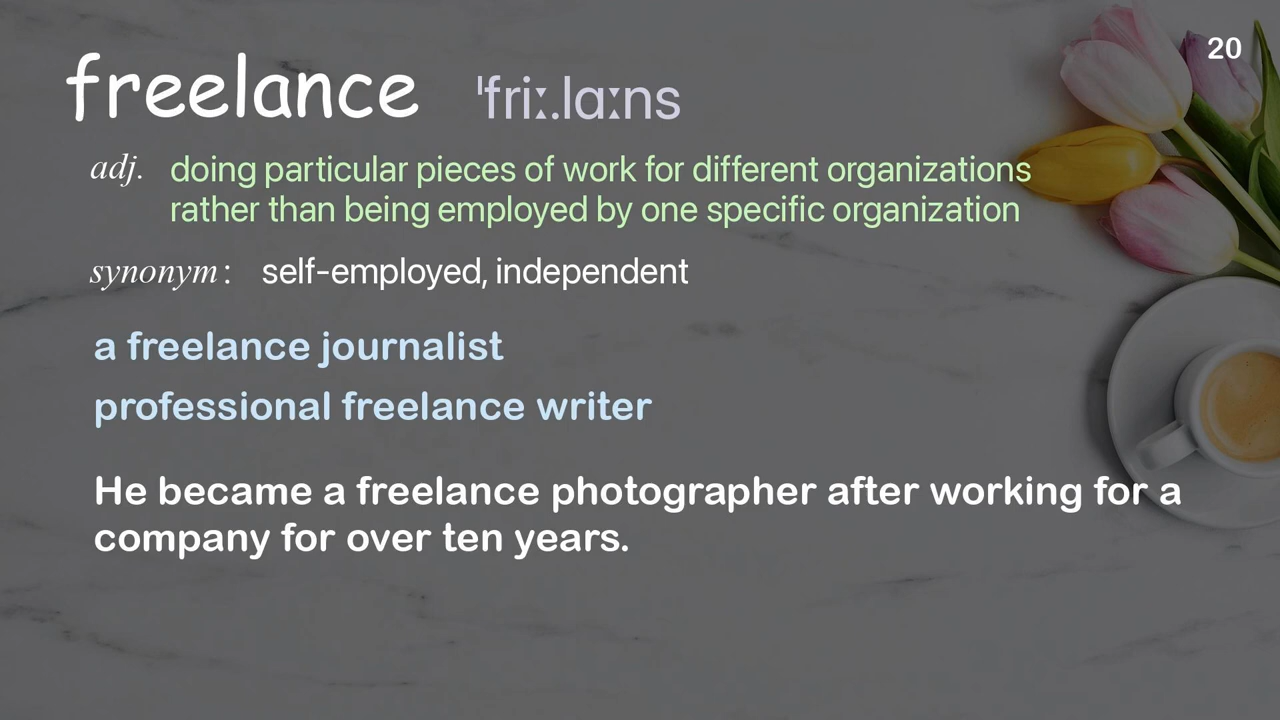 20
freelance ˈfriː.lɑːns
adj. doing particular pieces of work for different organizations
rather than being employed by one specific organization
synonym: self-employed, independent
a freelance journalist
professional freelance writer
He became a freelance photographer after working for a
company for over ten years.